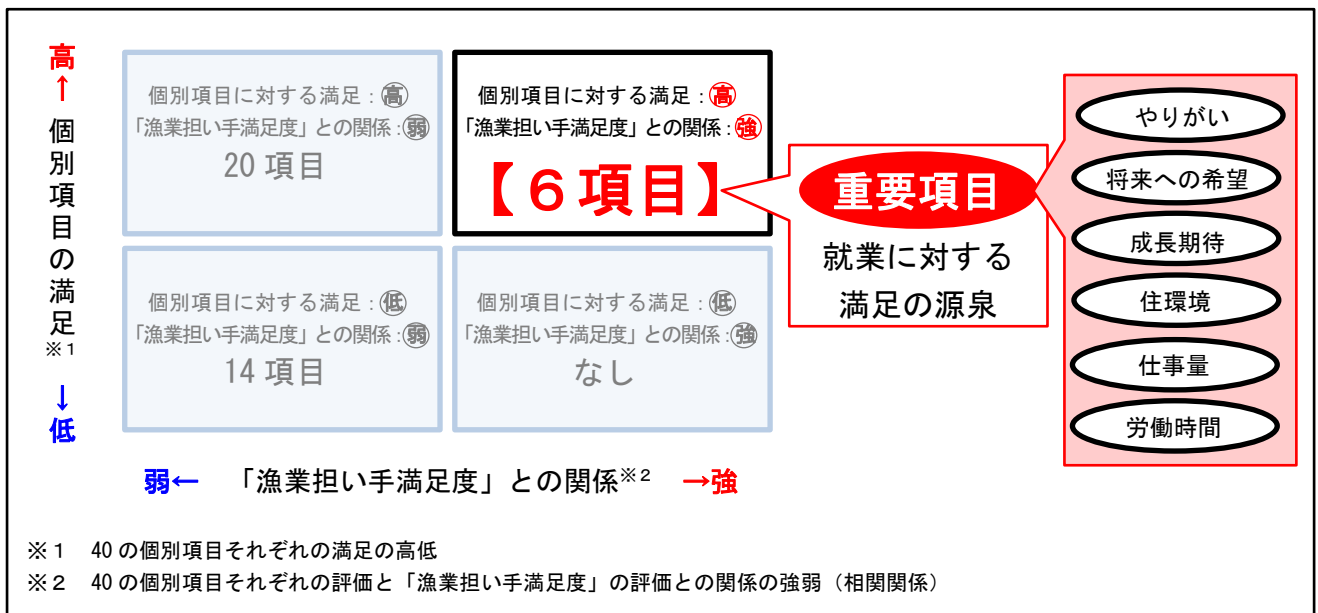 高
↑
個別項目の満足
※1
↓
低
個別項目に対する満足：高
「漁業担い手満足度」との関係：弱
20 項目
個別項目に対する満足：高
「漁業担い手満足度」との関係：強
【６項目】
個別項目に対する満足：低
「漁業担い手満足度」との関係：弱
14 項目
個別項目に対する満足：低
「漁業担い手満足度」との関係：強
なし
重要項目
就業に対する
満足の源泉
やりがい
将来への希望
成長期待
住環境
仕事量
労働時間
弱← 「漁業担い手満足度」との関係※2 →強
※１ 40 の個別項目それぞれの満足の高低
※２ 40 の個別項目それぞれの評価と「漁業担い手満足度」の評価との関係の強弱（相関関係）